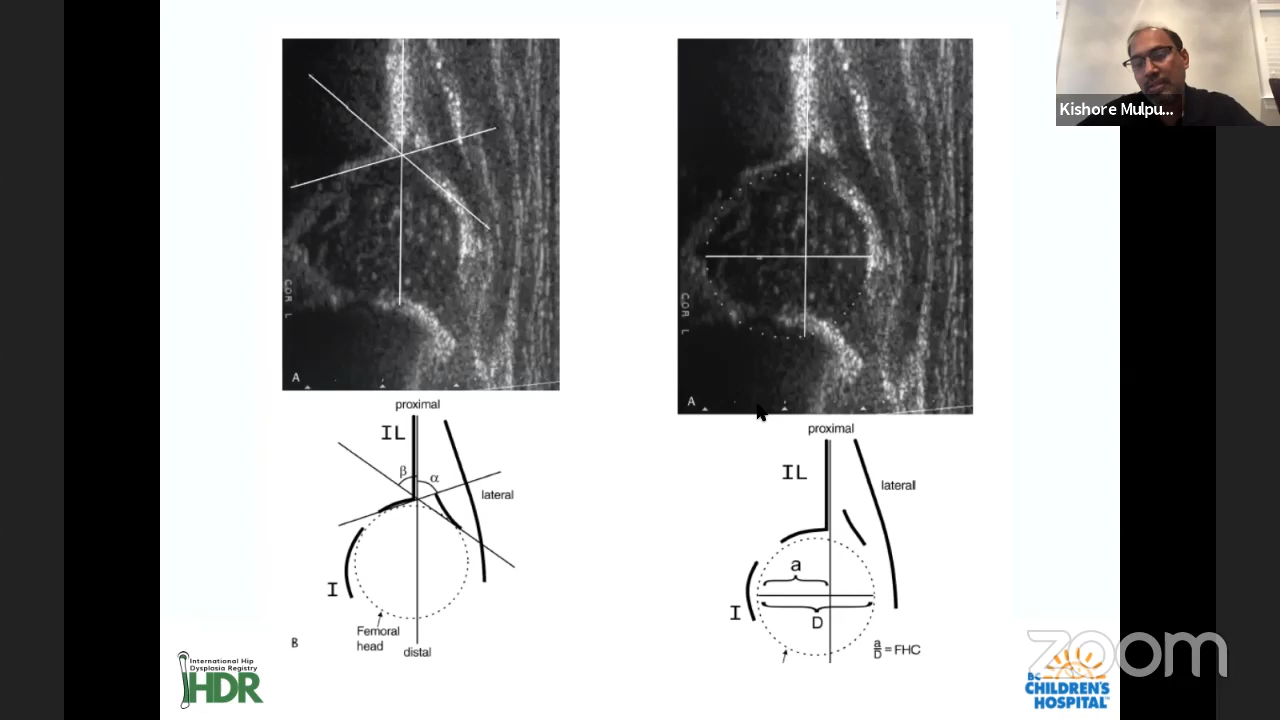 Kishore Mulpu...
COR L
A
COR L
A
proximal
IL
β
α
lateral
I
Femoral
head
distal
B
proximal
IL
lateral
a
I
D
a
D = FHC
International Hip
Dysplasia Registry
IHDR
BC
CHILDREN'S
HOSPITAL
zoom